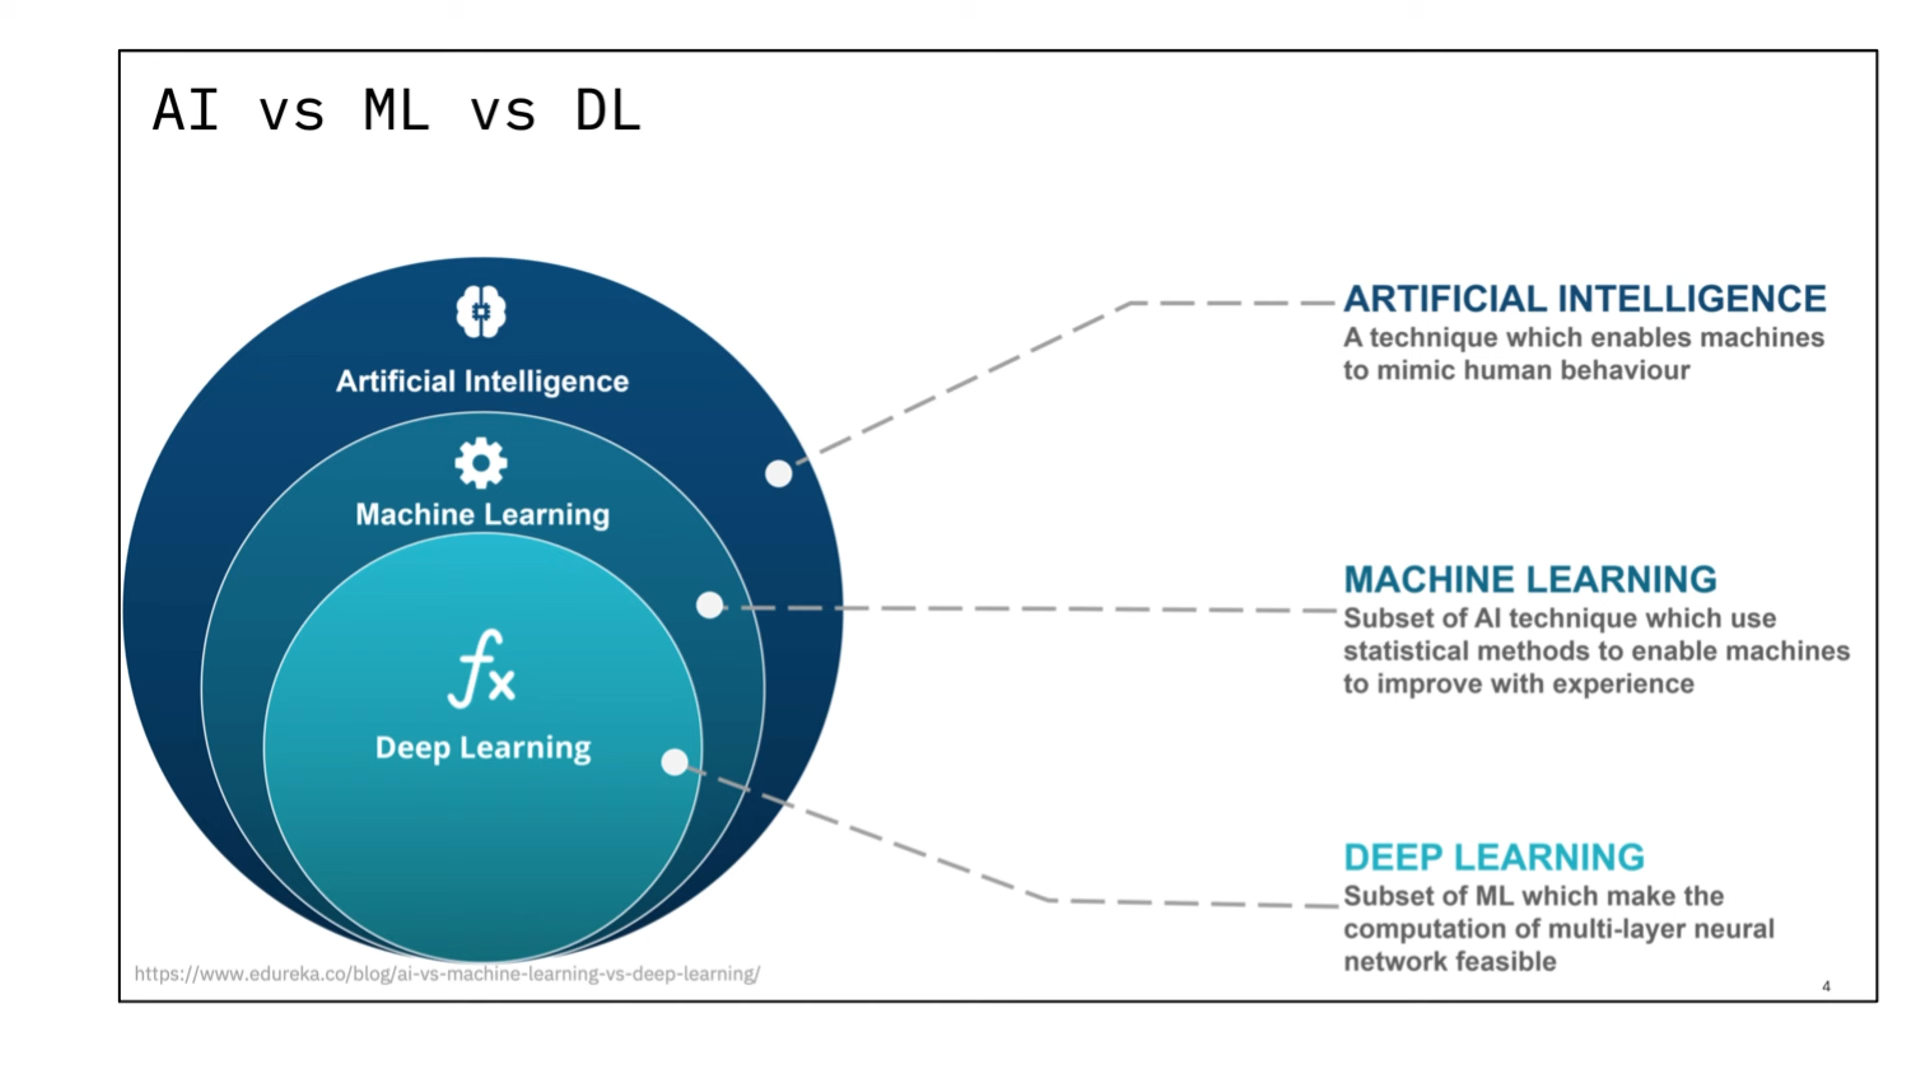 AI vs ML vs DL
Artificial Intelligence
Machine Learning
fx
Deep Learning
ARTIFICIAL INTELLIGENCE
A technique which enables machines
to mimic human behaviour
MACHINE LEARNING
Subset of AI technique which use
statistical methods to enable machines
to improve with experience
DEEP LEARNING
Subset of ML which make the
computation of multi-layer neural
network feasible
https://www.edureka.co/blog/ai-vs-machine-learning-vs-deep-learning/
4